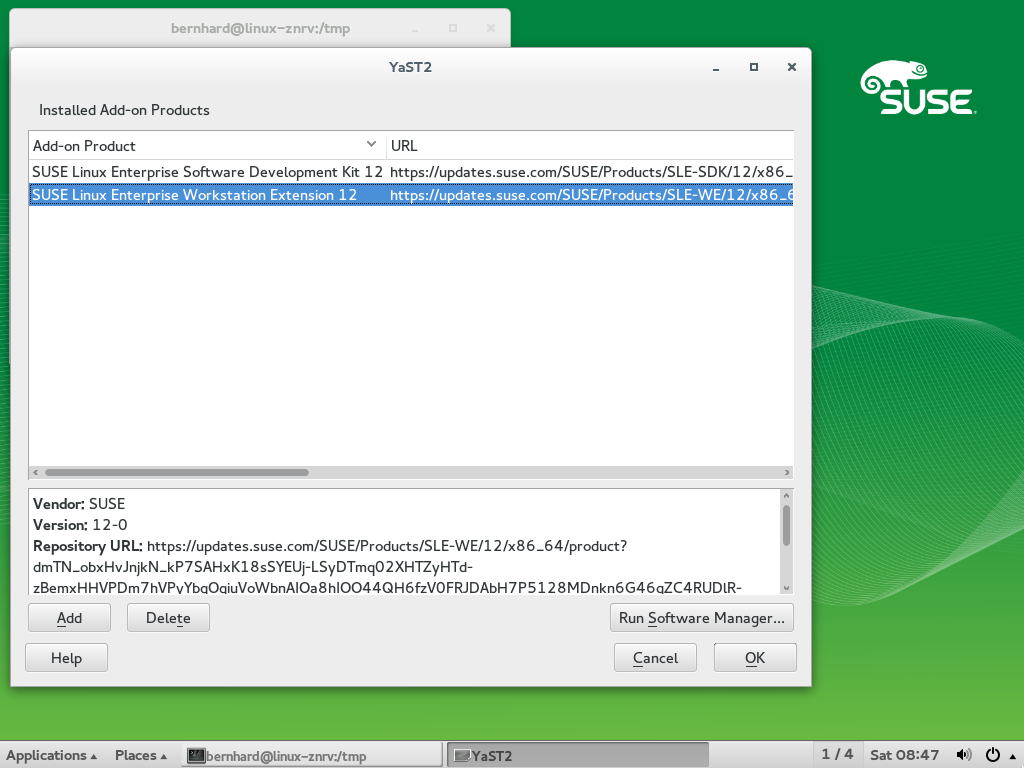 bernhard@linux-znrv:/tmp
YaST2
SUSE
Installed Add-on Products
Add-on Product URL
SUSE Linux Enterprise Software Development Kit 12 https://updates.suse.com/SUSE/Products/SLE-SDK/12/x86_
SUSE Linux Enterprise Workstation Extension 12 https://updates.suse.com/SUSE/Products/SLE-WE/12/x86_6
Vendor: SUSE
Version: 12-0
Repository URL: https://updates.suse.com/SUSE/Products/SLE-WE/12/x86_64/product?
dmTN_obxHvJnjkN_kP7SAHxK18sSYEUj-LSyDTmq02XHTZyHTd-
zBemxHHVPDm7hVPyYbgOgiuVoWbnAIOa8hIOO44QH6fzV0FRJDAbH7P5128MDnkn6G46gZC4RUDlR-
Add Delete Run Software Manager...
Help Cancel OK
Applications Places bernhard@linux-znrv:/tmp YaST2 1 / 4 Sat 08:47